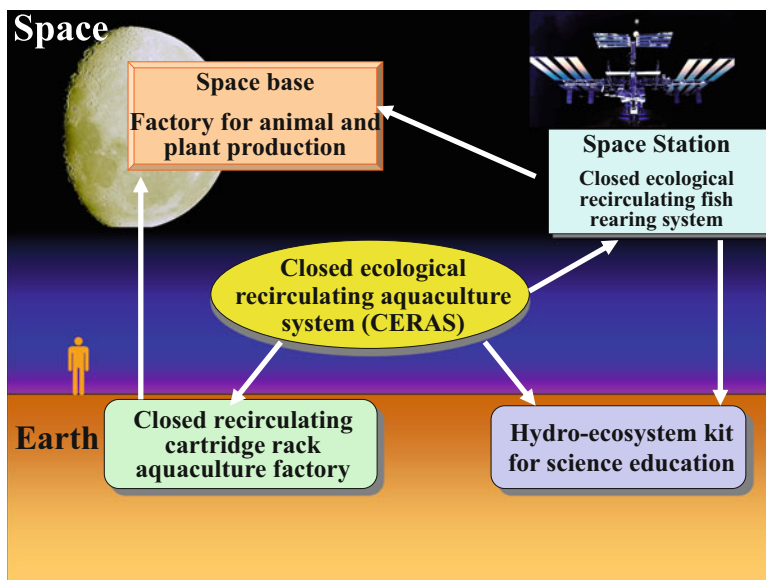 Space
Space base
Factory for animal and
plant production
Space Station
Closed ecological
recirculating fish
rearing system
Closed ecological
recirculating aquaculture
system (CERAS)
Earth
Closed recirculating
cartridge rack
aquaculture factory
Hydro-ecosystem kit
for science education